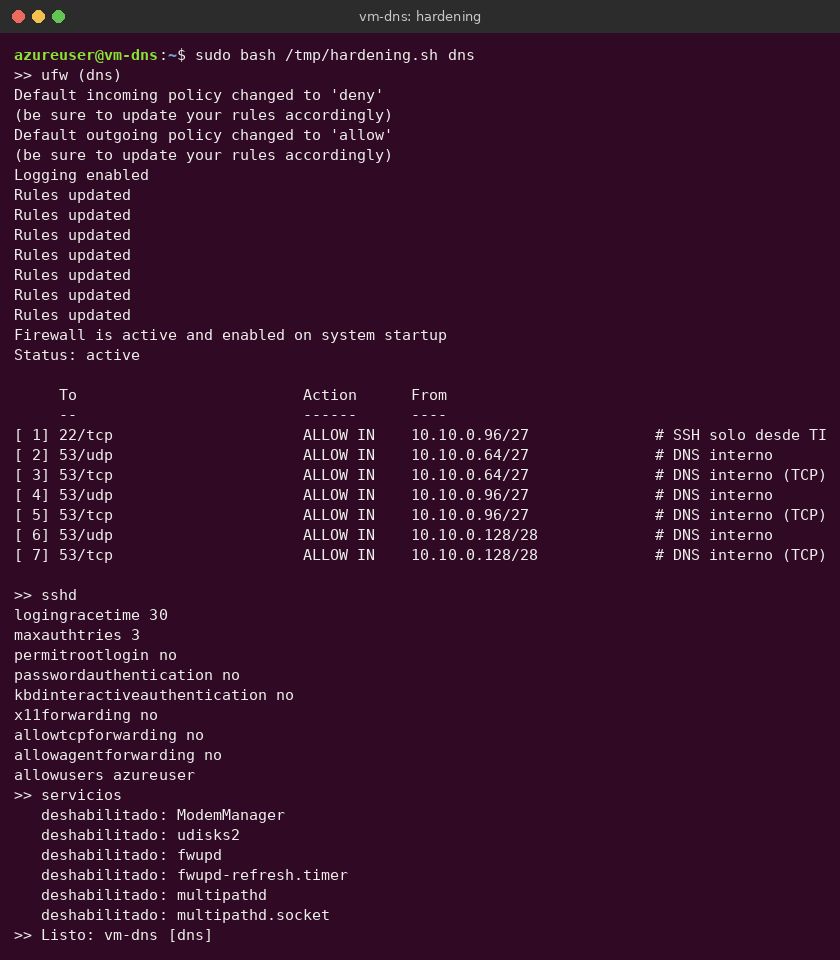 vm-dns: hardening
azureuser@vm-dns:~$ sudo bash /tmp/hardening.sh dns
>> ufw (dns)
Default incoming policy changed to 'deny'
(be sure to update your rules accordingly)
Default outgoing policy changed to 'allow'
(be sure to update your rules accordingly)
Logging enabled
Rules updated
Rules updated
Rules updated
Rules updated
Rules updated
Rules updated
Rules updated
Firewall is active and enabled on system startup
Status: active

     To                         Action      From
     --                         ------      ----
[ 1] 22/tcp                     ALLOW IN    10.10.0.96/27              # SSH solo desde TI
[ 2] 53/udp                     ALLOW IN    10.10.0.64/27              # DNS interno
[ 3] 53/tcp                     ALLOW IN    10.10.0.64/27              # DNS interno (TCP)
[ 4] 53/udp                     ALLOW IN    10.10.0.96/27              # DNS interno
[ 5] 53/tcp                     ALLOW IN    10.10.0.96/27              # DNS interno (TCP)
[ 6] 53/udp                     ALLOW IN    10.10.0.128/28             # DNS interno
[ 7] 53/tcp                     ALLOW IN    10.10.0.128/28             # DNS interno (TCP)

>> sshd
logingracetime 30
maxauthtries 3
permitrootlogin no
passwordauthentication no
kbdinteractiveauthentication no
x11forwarding no
allowtcpforwarding no
allowagentforwarding no
allowusers azureuser
>> servicios
   deshabilitado: ModemManager
   deshabilitado: udisks2
   deshabilitado: fwupd
   deshabilitado: fwupd-refresh.timer
   deshabilitado: multipathd
   deshabilitado: multipathd.socket
>> Listo: vm-dns [dns]